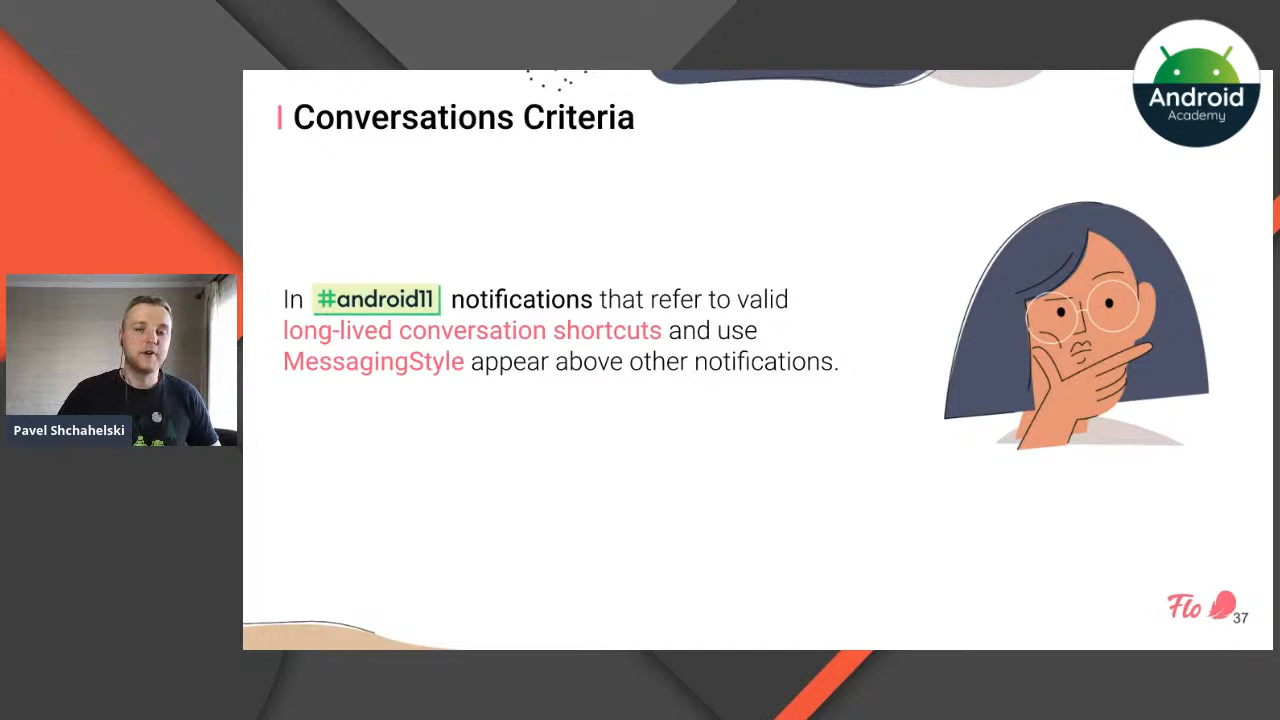 Conversations Criteria
In #android11 notifications that refer to valid
long-lived conversation shortcuts and use
MessagingStyle appear above other notifications.
Android
Academy
Pavel Shchahelski
Flo
37